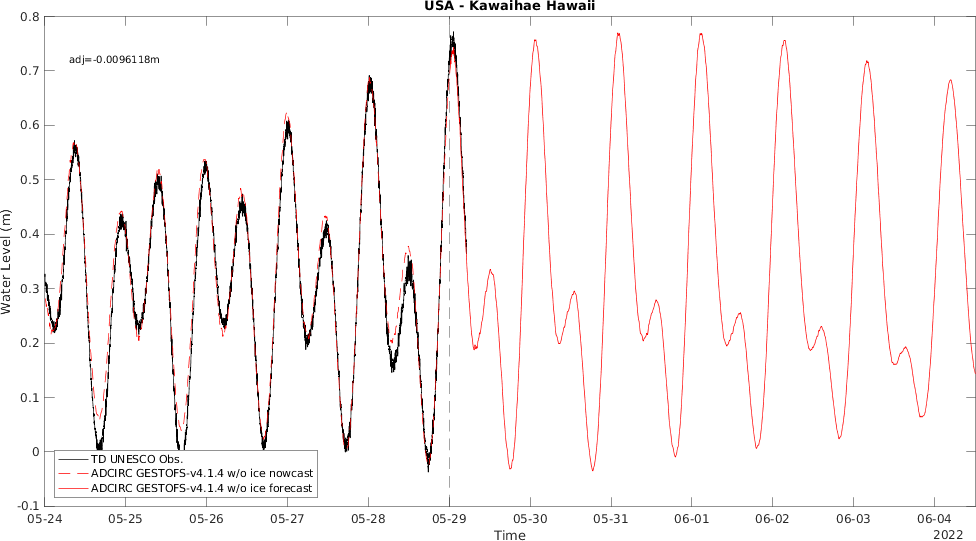 USA - Kawaihae Hawaii
0.8
0.7
0.6
0.5
0.4
0.3
0.2
0.1
0
-0.1
Water Level (m)
adj=-0.0096118m
TD UNESCO Obs.
ADCIRC GESTOFS-v4.1.4 w/o ice nowcast
ADCIRC GESTOFS-v4.1.4 w/o ice forecast
05-24 05-25 05-26 05-27 05-28 05-29 05-30 05-31 06-01 06-02 06-03 06-04
Time
2022